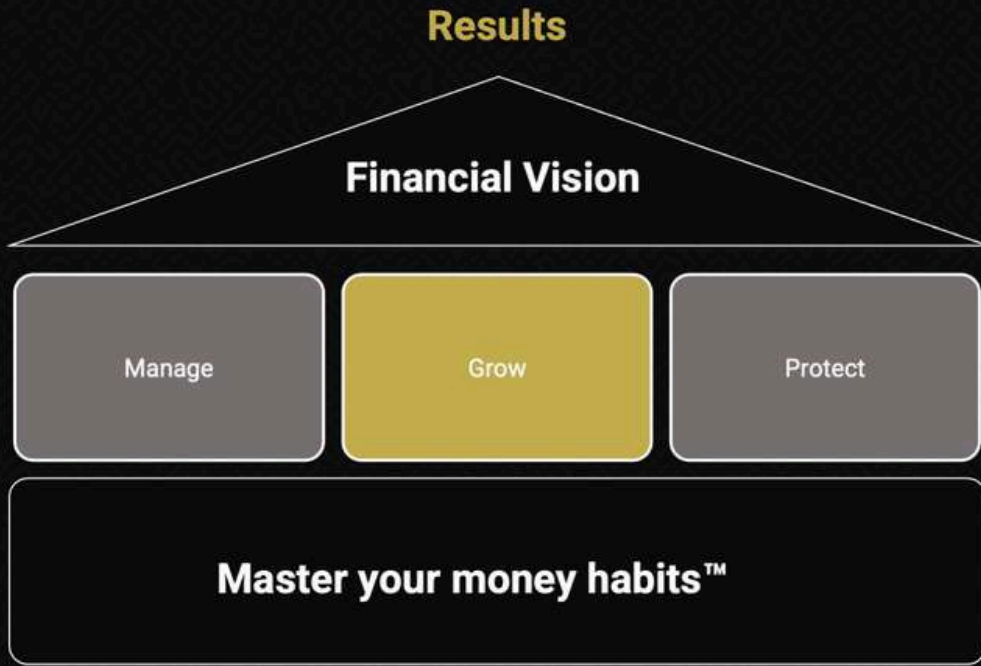 Results
Financial Vision
Manage
Grow
Protect
Master your money habits™